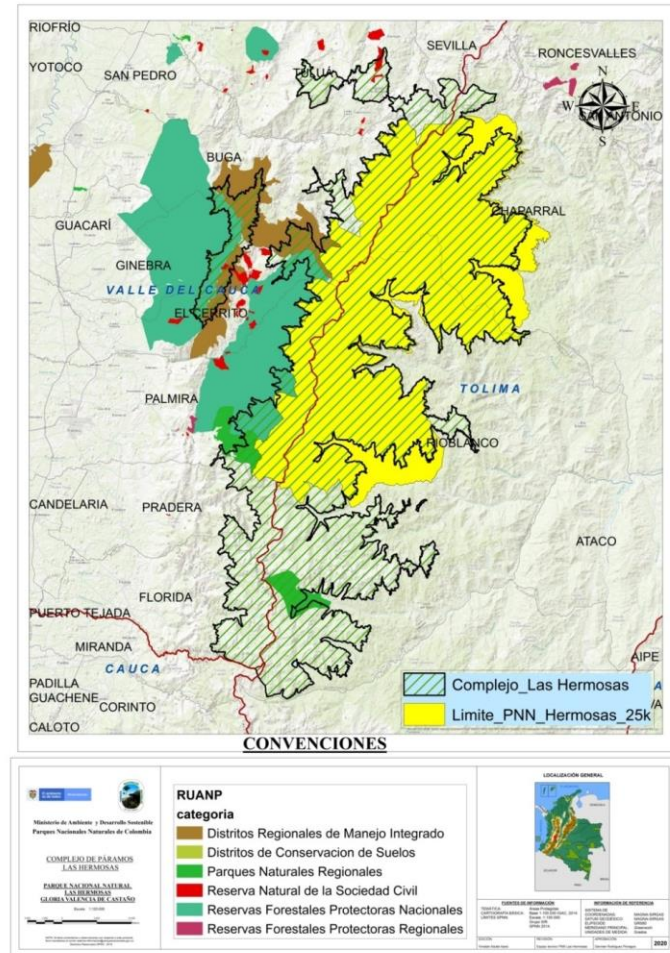 RIOFRÍO
SEVILLA
RONCESVALLES
YOTOCO
SAN PEDRO
TULUÁ
N
W
E
S
SAN ANTONIO
BUGA
CHAPARRAL
GUACARÍ
GINEBRA
VALLE DEL CAUCA
EL CERRITO
TOLIMA
PALMIRA
RIOBLANCO
CANDELARIA
PRADERA
ATACO
FLORIDA
PUERTO TEJADA
MIRANDA
CAUCA
AIPE
PADILLA
GUACHENE
CORINTO
CALOTO
Complejo_Las Hermosas
Limite_PNN_Hermosas_25k
CONVENCIONES
Ministerio de Ambiente y Desarrollo Sostenible
Parques Nacionales Naturales de Colombia
COMPLEJO DE PÁRAMOS
LAS HERMOSAS
PARQUE NACIONAL NATURAL
LAS HERMOSAS
GLORIA VALENCIA DE CASTAÑO
RUANP
categoria
Distritos Regionales de Manejo Integrado
Distritos de Conservacion de Suelos
Parques Naturales Regionales
Reserva Natural de la Sociedad Civil
Reservas Forestales Protectoras Nacionales
Reservas Forestales Protectoras Regionales
LOCALIZACIÓN GENERAL
FUENTES DE INFORMACIÓN
INFORMACIÓN DE REFERENCIA
2020